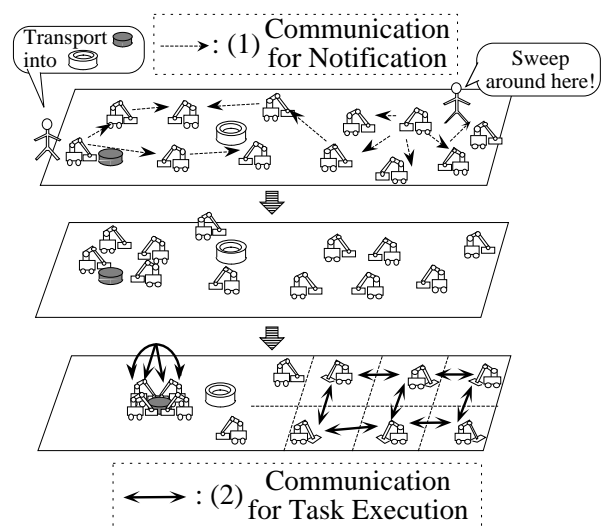 Transport
into
: (1) Communication
for Notification
Sweep
around here!
: (2) Communication
for Task Execution